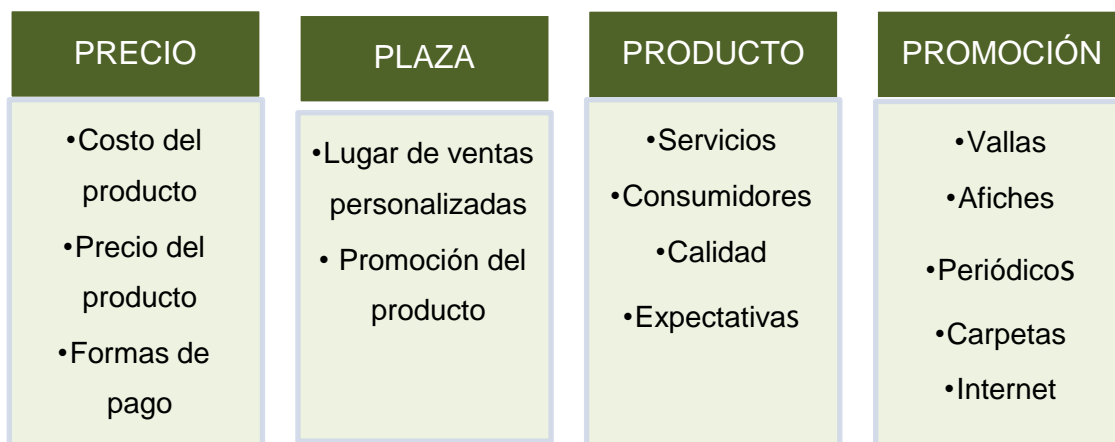 PRECIO
•Costo del
producto
•Precio del
producto
•Formas de
pago
PLAZA
•Lugar de ventas
personalizadas
• Promoción del
producto
PRODUCTO
•Servicios
•Consumidores
•Calidad
•Expectativas
PROMOCIÓN
•Vallas
•Afiches
•Periódicos
•Carpetas
•Internet